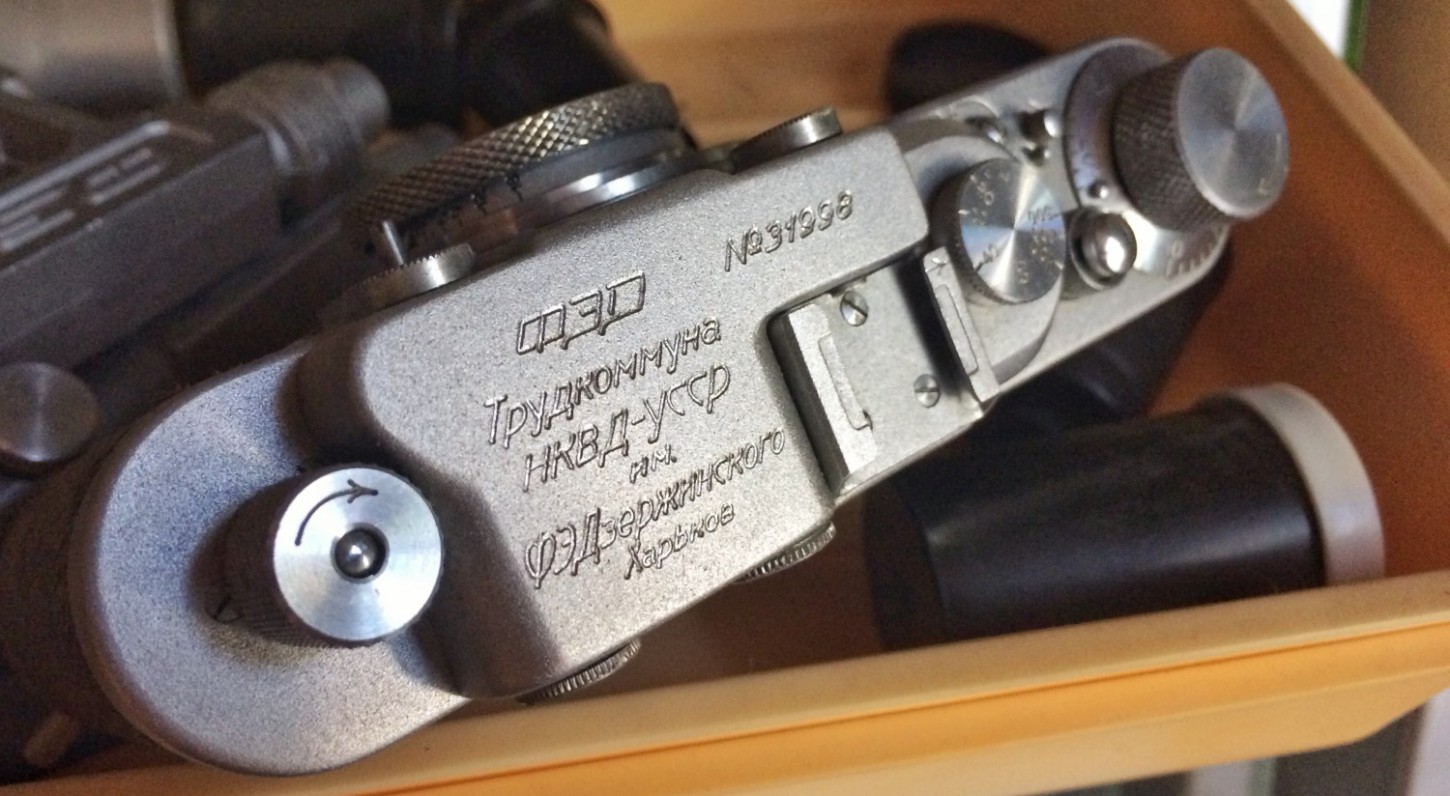 №31998
ФЭД
Трудкоммуна
НКВД-УССР
им.
ФЭДзержинского
Харьков